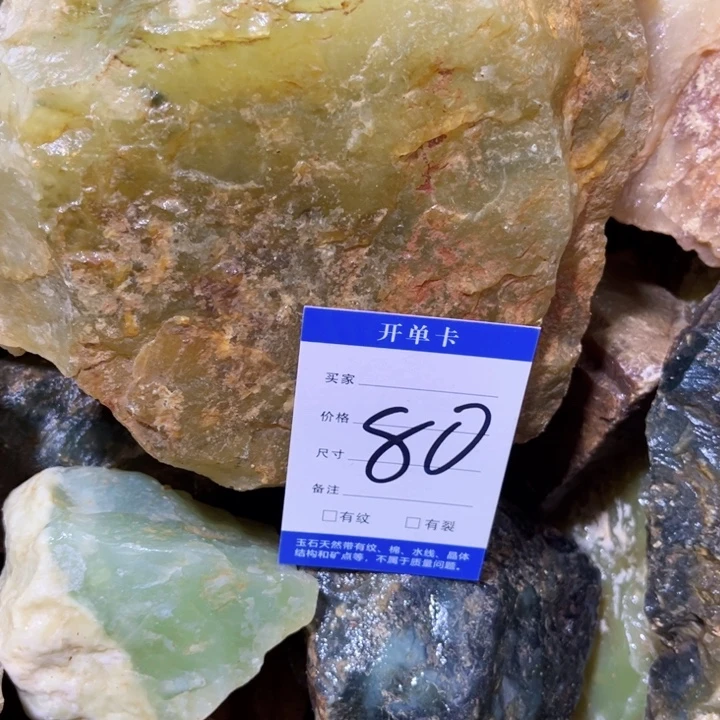 开单卡
买家
价格
80
尺寸
备注
□有纹 □有裂
玉石天然带有纹、棉、水线、晶体
结构和矿点等，不属于质量问题。